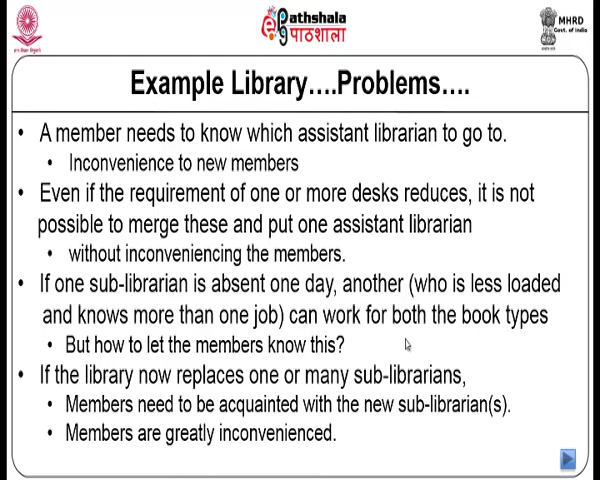 Pathshala
पाठशाला
MHRD
Govt. of India
Example Library....Problems....
• A member needs to know which assistant librarian to go to.
• Inconvenience to new members
• Even if the requirement of one or more desks reduces, it is not
possible to merge these and put one assistant librarian
• without inconveniencing the members.
• If one sub-librarian is absent one day, another (who is less loaded
and knows more than one job) can work for both the book types
• But how to let the members know this?
• If the library now replaces one or many sub-librarians,
• Members need to be acquainted with the new sub-librarian(s).
• Members are greatly inconvenienced.